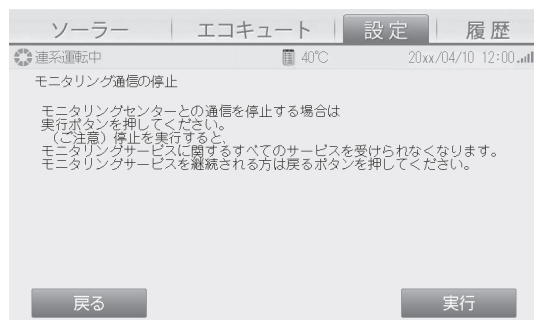 ソーラー エコキュート 設定 履歴
連系運転中 40℃ 20xx/04/10 12:00
モニタリング通信の停止
モニタリングセンターとの通信を停止する場合は
実行ボタンを押してください。
（ご注意）停止を実行すると、
モニタリングサービスに関するすべてのサービスを受けられなくなります。
モニタリングサービスを継続される方は戻るボタンを押してください。
戻る 実行